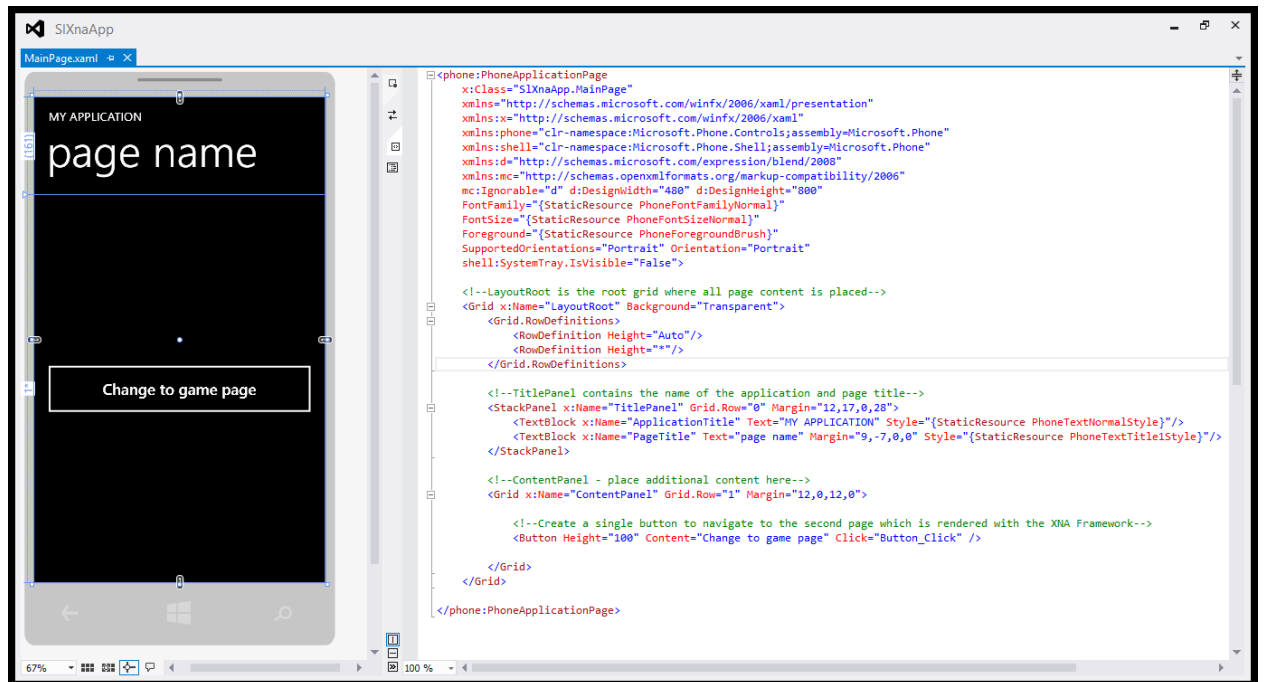 SlXnaApp
MainPage.xaml
MY APPLICATION
page name
(161)
1*
Change to game page
67%
<phone:PhoneApplicationPage
x:Class="SlXnaApp.MainPage"
xmlns="http://schemas.microsoft.com/winfx/2006/xaml/presentation"
xmlns:x="http://schemas.microsoft.com/winfx/2006/xaml"
xmlns:phone="clr-namespace:Microsoft.Phone.Controls;assembly=Microsoft.Phone"
xmlns:shell="clr-namespace:Microsoft.Phone.Shell;assembly=Microsoft.Phone"
xmlns:d="http://schemas.microsoft.com/expression/blend/2008"
xmlns:mc="http://schemas.openxmlformats.org/markup-compatibility/2006"
mc:Ignorable="d" d:DesignWidth="480" d:DesignHeight="800"
FontFamily="{StaticResource PhoneFontFamilyNormal}"
FontSize="{StaticResource PhoneFontSizeNormal}"
Foreground="{StaticResource PhoneForegroundBrush}"
SupportedOrientations="Portrait" Orientation="Portrait"
shell:SystemTray.IsVisible="False">
<!--LayoutRoot is the root grid where all page content is placed-->
<Grid x:Name="LayoutRoot" Background="Transparent">
<Grid.RowDefinitions>
<RowDefinition Height="Auto"/>
<RowDefinition Height="*"/>
</Grid.RowDefinitions>
<!--TitlePanel contains the name of the application and page title-->
<StackPanel x:Name="TitlePanel" Grid.Row="0" Margin="12,17,0,28">
<TextBlock x:Name="ApplicationTitle" Text="MY APPLICATION" Style="{StaticResource PhoneTextNormalStyle}"/>
<TextBlock x:Name="PageTitle" Text="page name" Margin="9,-7,0,0" Style="{StaticResource PhoneTextTitle1Style}"/>
</StackPanel>
<!--ContentPanel - place additional content here-->
<Grid x:Name="ContentPanel" Grid.Row="1" Margin="12,0,12,0">
<!--Create a single button to navigate to the second page which is rendered with the XNA Framework-->
<Button Height="100" Content="Change to game page" Click="Button_Click" />
</Grid>
</Grid>
</phone:PhoneApplicationPage>
100 %